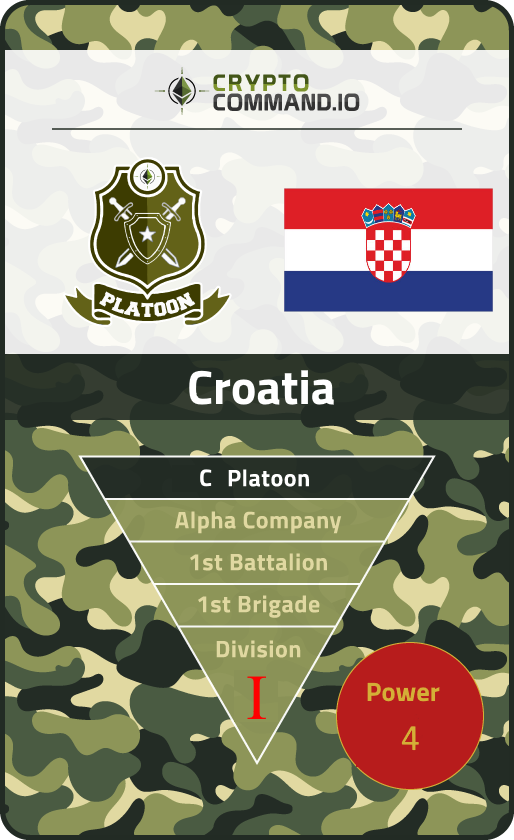 CRYPTO
COMMAND.IO
PLATOON
Croatia
C Platoon
Alpha Company
1st Battalion
1st Brigade
Division
I
Power
4